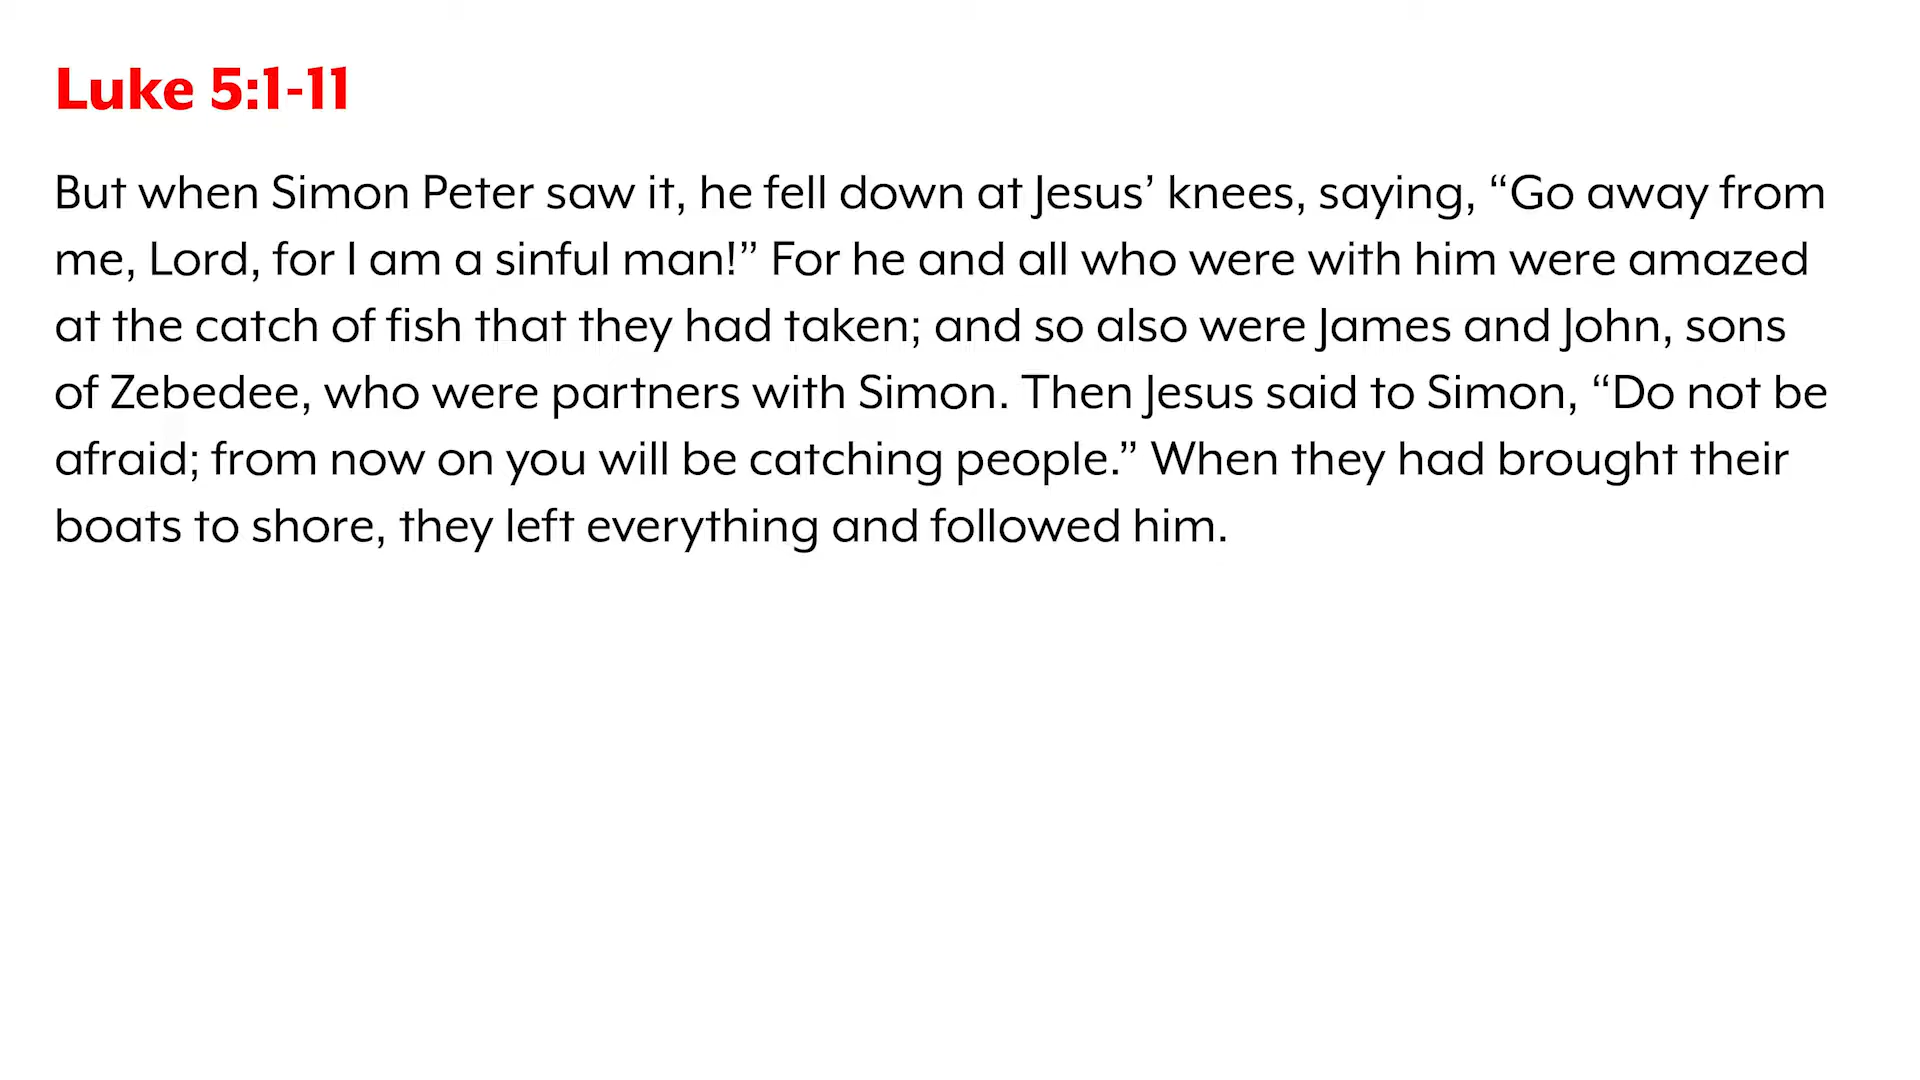 Luke 5:1-11
But when Simon Peter saw it, he fell down at Jesus’ knees, saying, “Go away from
me, Lord, for I am a sinful man!” For he and all who were with him were amazed
at the catch of fish that they had taken; and so also were James and John, sons
of Zebedee, who were partners with Simon. Then Jesus said to Simon, “Do not be
afraid; from now on you will be catching people.” When they had brought their
boats to shore, they left everything and followed him.